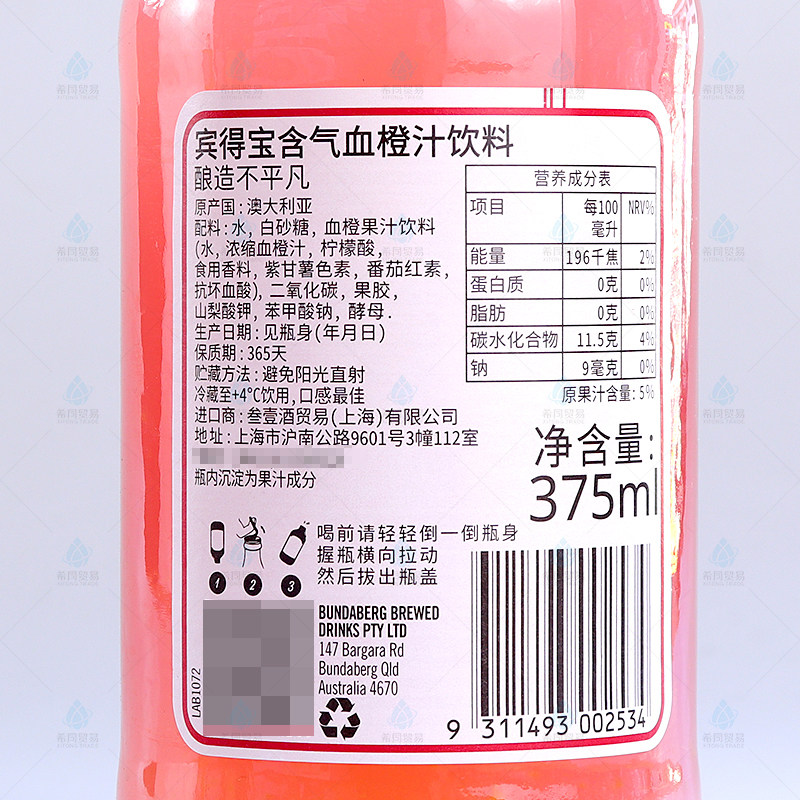 宾得宝含气血橙汁饮料
酿造不平凡
原产国：澳大利亚
配料：水，白砂糖，血橙果汁饮料
(水，浓缩血橙汁，柠檬酸，
食用香料，紫甘薯色素，番茄红素，
抗坏血酸)，二氧化碳，果胶，
山梨酸钾，苯甲酸钠，酵母.
生产日期：见瓶身(年月日)
保质期：365天
贮藏方法：避免阳光直射
冷藏至+4°C饮用，口感最佳
进口商：叁壹酒贸易(上海)有限公司
地址：上海市沪南公路9601号3幢112室
瓶内沉淀为果汁成分
营养成分表
项目 每100毫升 NRV%
能量 196千焦 2%
蛋白质 0克 0%
脂肪 0克 0%
碳水化合物 11.5克 4%
钠 9毫克 0%
原果汁含量：5%
净含量：
375ml
喝前请轻轻倒一倒瓶身
握瓶横向拉动
然后拔出瓶盖
1 2 3
BUNDABERG BREWED
DRINKS PTY LTD
147 Bargara Rd
Bundaberg Qld
Australia 4670
LAB1072
9 311493 002534
希冈贸易